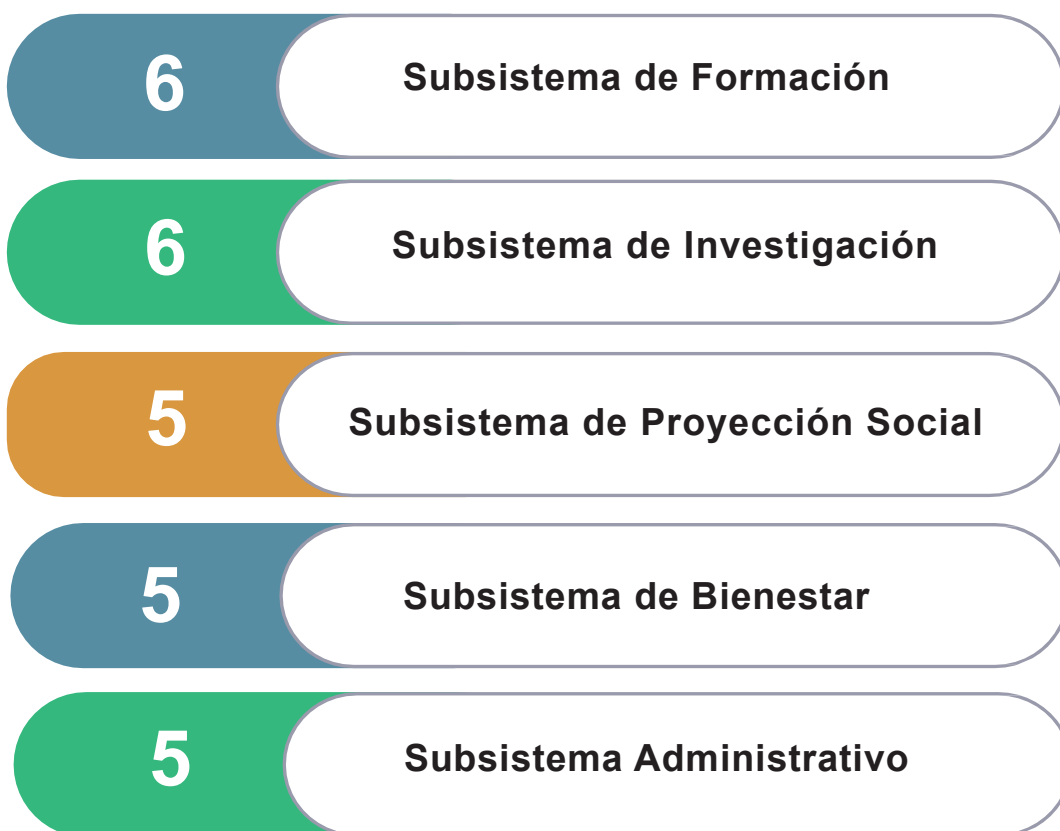 6 Subsistema de Formación
6 Subsistema de Investigación
5 Subsistema de Proyección Social
5 Subsistema de Bienestar
5 Subsistema Administrativo